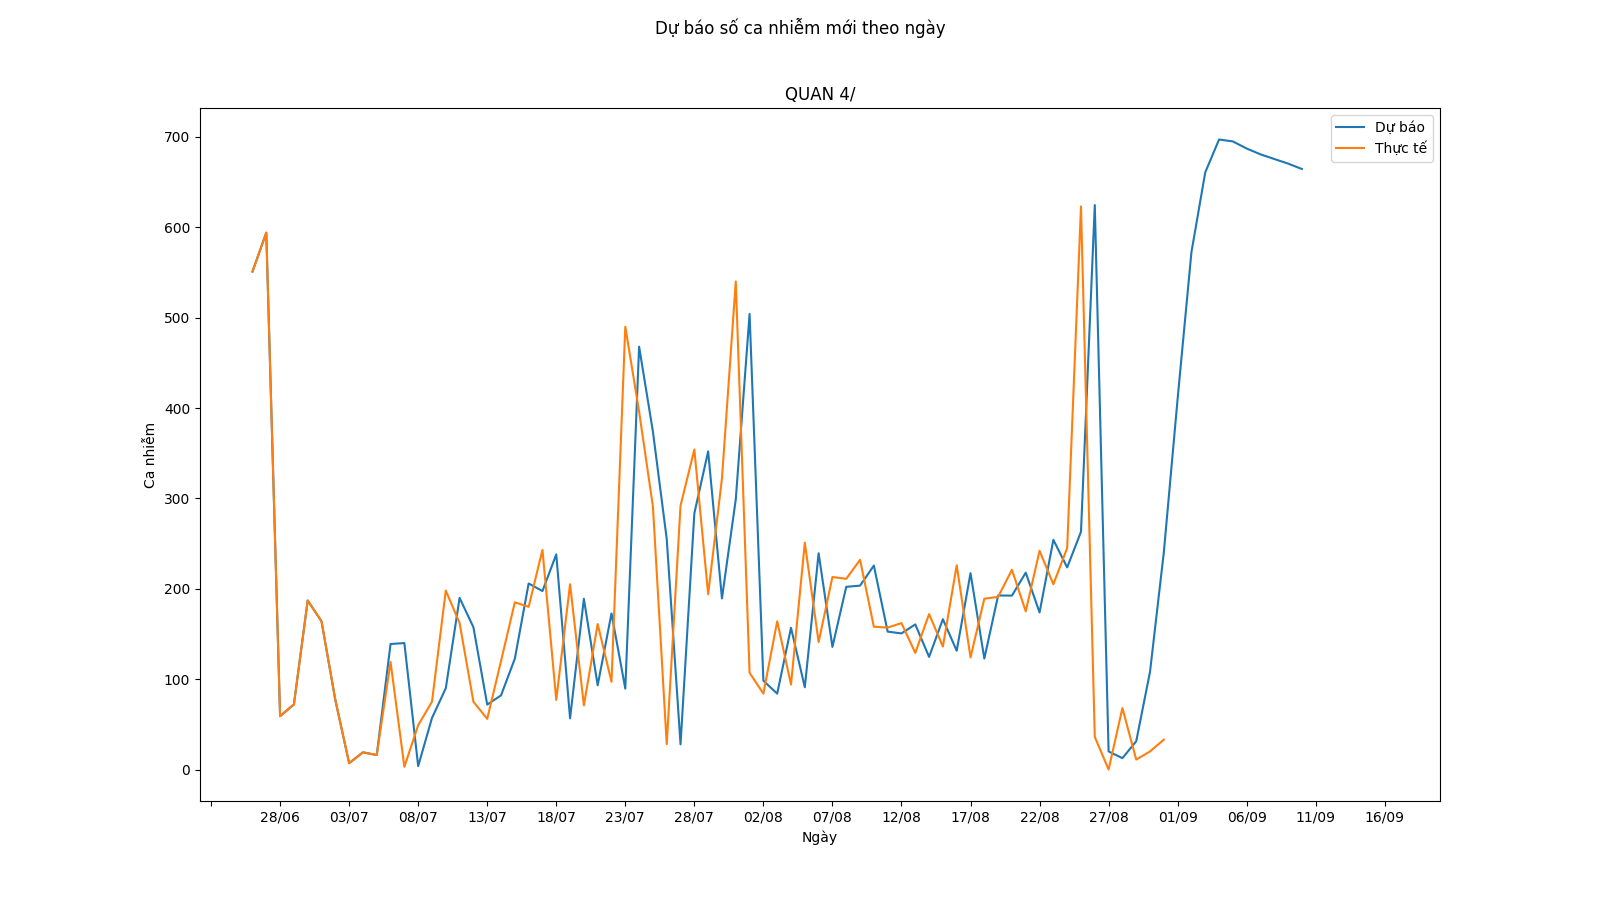 Dự báo số ca nhiễm mới theo ngày
QUAN 4/
Dự báo
Thực tế
700
600
500
400
300
200
100
0
Ca nhiễm
28/06 03/07 08/07 13/07 18/07 23/07 28/07 02/08 07/08 12/08 17/08 22/08 27/08 01/09 06/09 11/09 16/09
Ngày